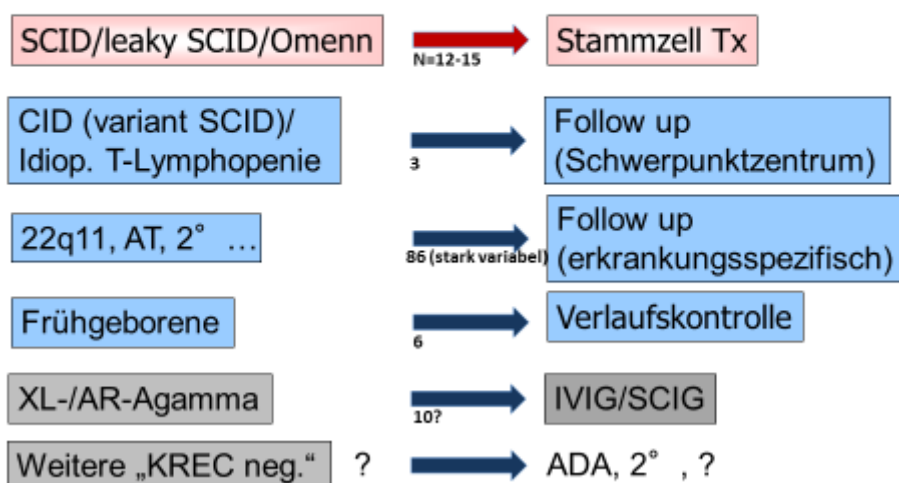 SCID/leaky SCID/Omenn
N=12-15
Stammzell Tx
CID (variant SCID)/
Idiop. T-Lymphopenie
3
Follow up
(Schwerpunktzentrum)
22q11, AT, 2° …
86 (stark variabel)
Follow up
(erkrankungsspezifisch)
Frühgeborene
6
Verlaufskontrolle
XL-/AR-Agamma
10?
IVIG/SCIG
Weitere „KREC neg.“ ?
ADA, 2° , ?